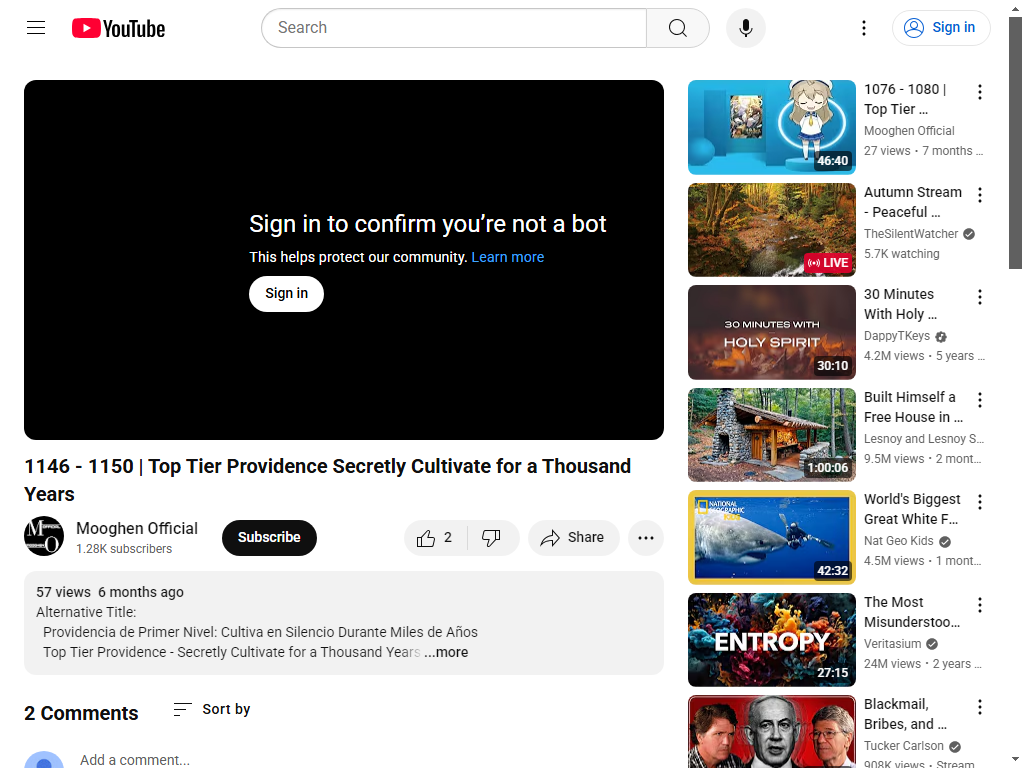 YouTube
Search
Sign in
Sign in to confirm you’re not a bot
This helps protect our community. Learn more
Sign in
1146 - 1150 | Top Tier Providence Secretly Cultivate for a Thousand
Years
Mooghen Official
1.28K subscribers
Subscribe
2
Share
57 views 6 months ago
Alternative Title:
Providencia de Primer Nivel: Cultiva en Silencio Durante Miles de Años
Top Tier Providence - Secretly Cultivate for a Thousand Years ...more
2 Comments
Sort by
Add a comment...
46:40
1076 - 1080 |
Top Tier ...
Mooghen Official
27 views • 7 months ...
LIVE
Autumn Stream
- Peaceful ...
TheSilentWatcher
5.7K watching
30 MINUTES WITH
HOLY SPIRIT
30:10
30 Minutes
With Holy ...
DappyTKeys
4.2M views • 5 years ...
1:00:06
Built Himself a
Free House in ...
Lesnoy and Lesnoy S...
9.5M views • 2 mont...
NATIONAL
GEOGRAPHIC
KIDS
42:32
World's Biggest
Great White F...
Nat Geo Kids
4.5M views • 1 mont...
ENTROPY
27:15
The Most
Misunderstoo...
Veritasium
24M views • 2 years ...
Blackmail,
Bribes, and ...
Tucker Carlson
908K views • Stream